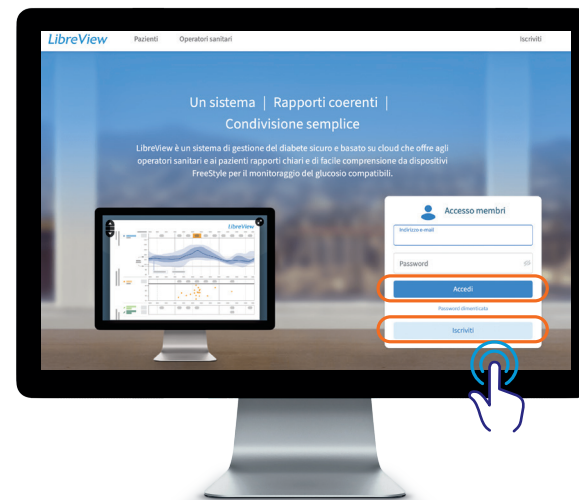 LibreView Pazienti Operatori sanitari Iscriviti
Un sistema | Rapporti coerenti |
Condivisione semplice
LibreView è un sistema di gestione del diabete sicuro e basato su cloud che offre agli
operatori sanitari e ai pazienti rapporti chiari e di facile comprensione da dispositivi
FreeStyle per il monitoraggio del glucosio compatibili.
LibreView
Accesso membri
Indirizzo e-mail
Password
Accedi
Password dimenticata
Iscriviti